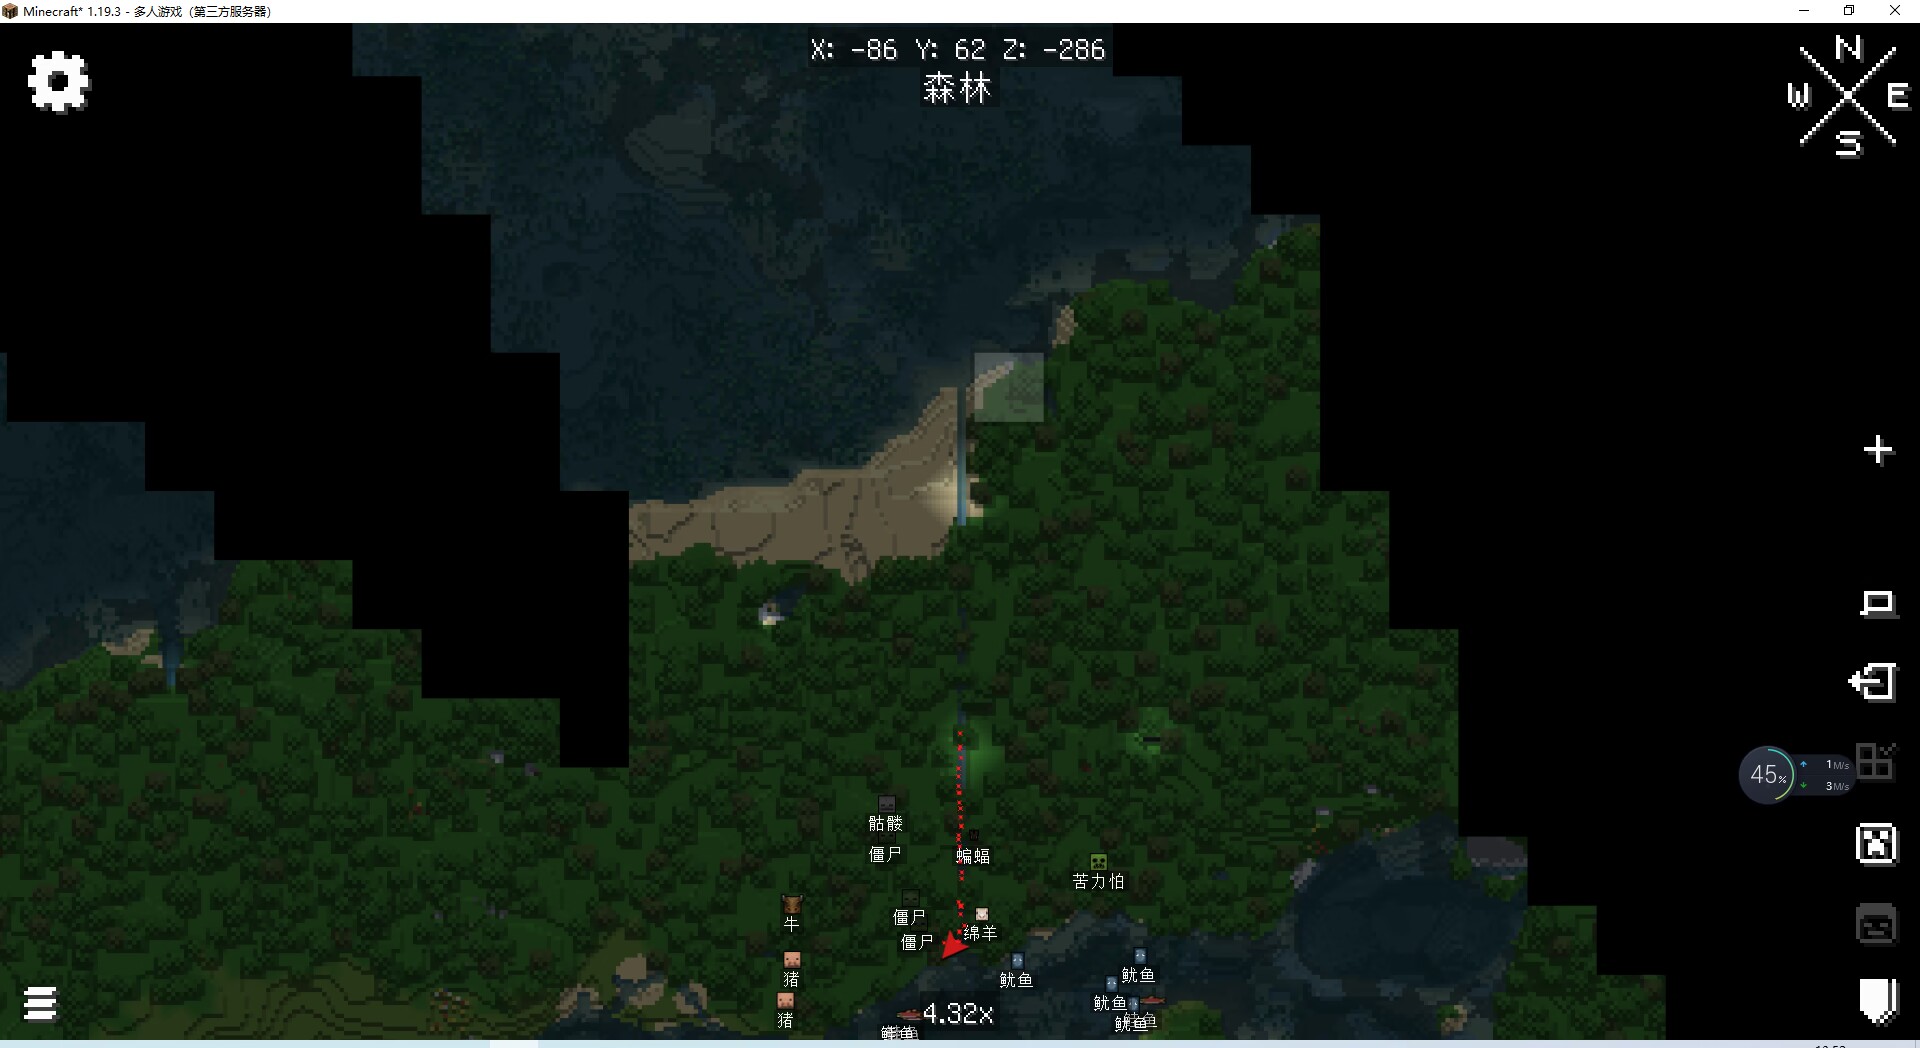 Minecraft* 1.19.3 - 多人游戏（第三方服务器）
X: -86 Y: 62 Z: -286
森林
N
W E
S
45%
1M/s
3M/s
骷髅
僵尸
蝙蝠
苦力怕
牛
僵尸
绵羊
僵尸
猪
鱿鱼
鱿鱼
鱿鱼
猪
4.32x
鱿鱼